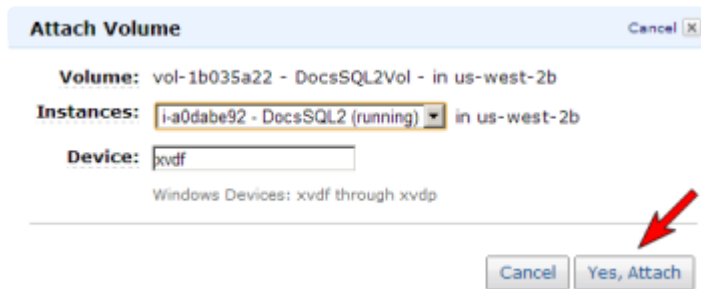 Attach Volume Cancel X
Volume: vol-1b035a22 - DocsSQL2Vol - in us-west-2b
Instances: i-a0dabe92 - DocsSQL2 (running) in us-west-2b
Device: xvdf
Windows Devices: xvdf through xvdp
Cancel Yes, Attach